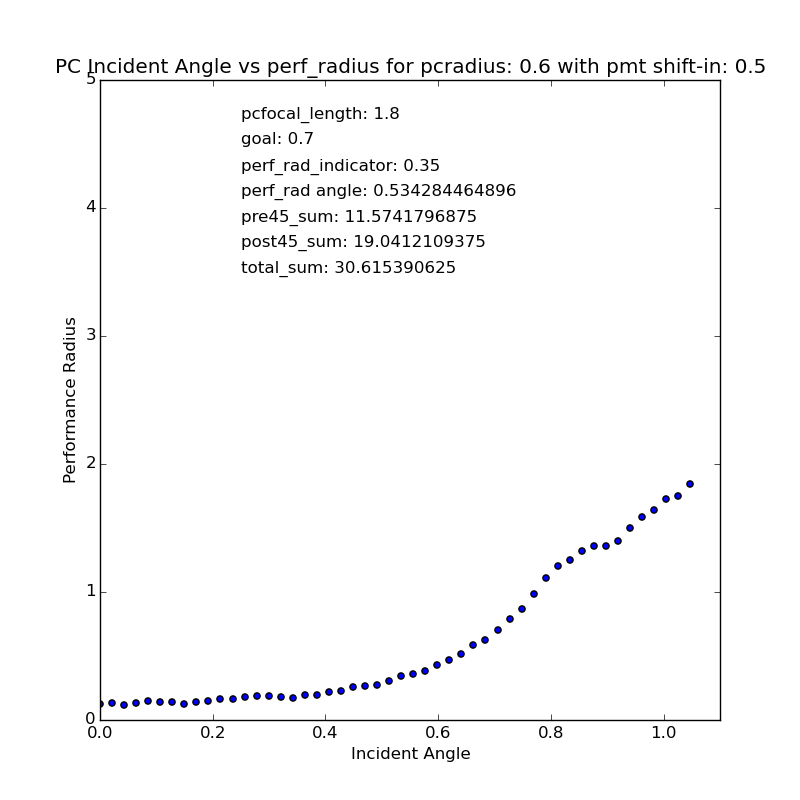 PC Incident Angle vs perf_radius for pcradius: 0.6 with pmt shift-in: 0.5
pcfocal_length: 1.8
goal: 0.7
perf_rad_indicator: 0.35
perf_rad angle: 0.534284464896
pre45_sum: 11.5741796875
post45_sum: 19.0412109375
total_sum: 30.615390625
5
4
3
2
1
0
Performance Radius
0.0 0.2 0.4 0.6 0.8 1.0
Incident Angle